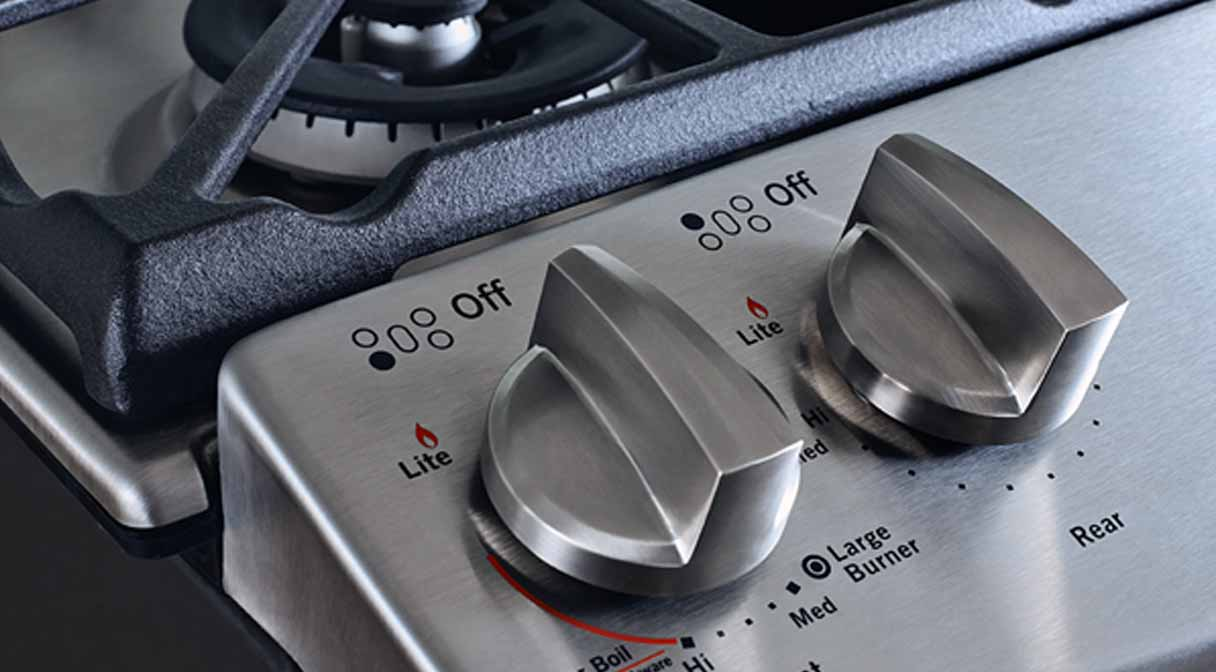 Off
Lite
Hi
Off
Lite
Large
Burner
Rear
Med
Boil
Hi